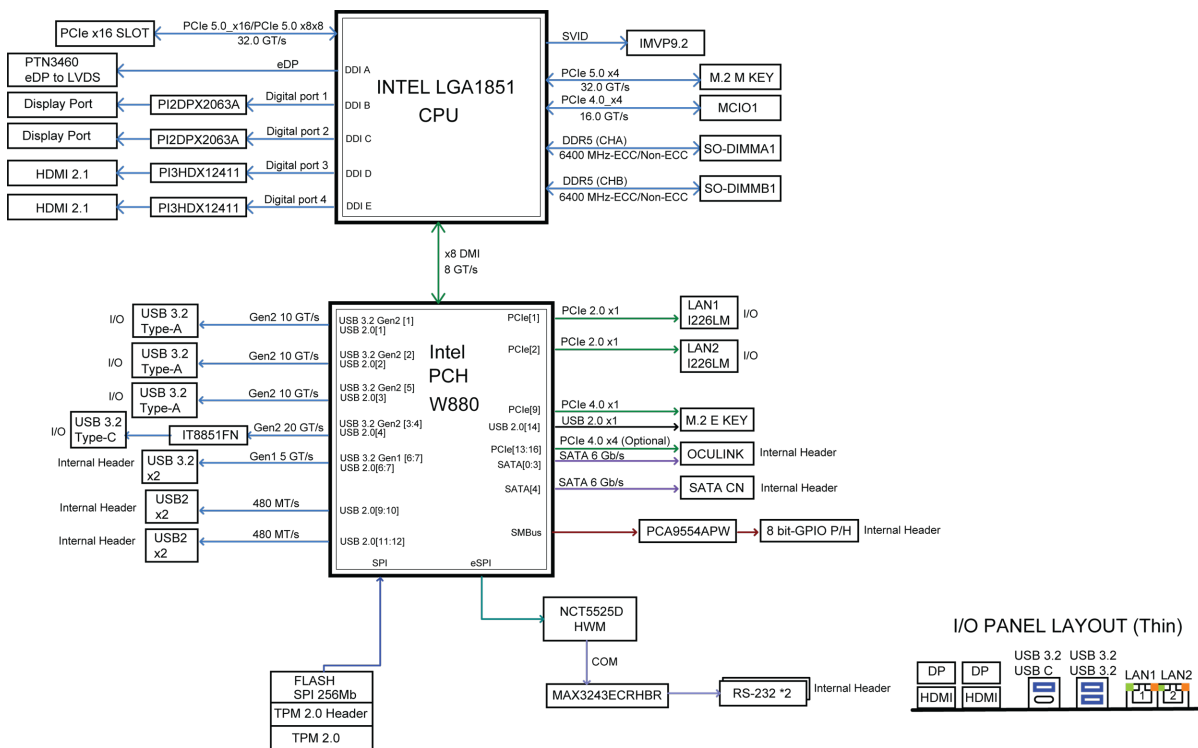 PCIe x16 SLOT
PCIe 5.0_x16/PCIe 5.0 x8x8
32.0 GT/s
PTN3460
eDP to LVDS
eDP
DDI A
Display Port
PI2DPX2063A
Digital port 1
DDI B
Display Port
PI2DPX2063A
Digital port 2
DDI C
HDMI 2.1
PI3HDX12411
Digital port 3
DDI D
HDMI 2.1
PI3HDX12411
Digital port 4
DDI E
INTEL LGA1851
CPU
SVID
IMVP9.2
PCIe 5.0 x4
32.0 GT/s
M.2 M KEY
PCIe 4.0_x4
16.0 GT/s
MCIO1
DDR5 (CHA)
6400 MHz-ECC/Non-ECC
SO-DIMMA1
DDR5 (CHB)
6400 MHz-ECC/Non-ECC
SO-DIMMB1
x8 DMI
8 GT/s
I/O
USB 3.2
Type-A
Gen2 10 GT/s
USB 3.2 Gen2 [1]
USB 2.0[1]
I/O
USB 3.2
Type-A
Gen2 10 GT/s
USB 3.2 Gen2 [2]
USB 2.0[2]
I/O
USB 3.2
Type-A
Gen2 10 GT/s
USB 3.2 Gen2 [5]
USB 2.0[3]
I/O
USB 3.2
Type-C
IT8851FN
Gen2 20 GT/s
USB 3.2 Gen2 [3:4]
USB 2.0[4]
Internal Header
USB 3.2
x2
Gen1 5 GT/s
USB 3.2 Gen1 [6:7]
USB 2.0[6:7]
Internal Header
USB2
x2
480 MT/s
USB 2.0[9:10]
Internal Header
USB2
x2
480 MT/s
USB 2.0[11:12]
Intel
PCH
W880
PCIe[1]
PCIe 2.0 x1
LAN1
I226LM
I/O
PCIe[2]
PCIe 2.0 x1
LAN2
I226LM
I/O
PCIe[9]
PCIe 4.0 x1
USB 2.0[14]
USB 2.0 x1
M.2 E KEY
PCIe[13:16]
PCIe 4.0 x4 (Optional)
SATA[0:3]
SATA 6 Gb/s
OCULINK
Internal Header
SATA[4]
SATA 6 Gb/s
SATA CN
Internal Header
SMBus
PCA9554APW
8 bit-GPIO P/H
Internal Header
SPI
eSPI
FLASH
SPI 256Mb
TPM 2.0 Header
TPM 2.0
NCT5525D
HWM
COM
MAX3243ECRHBR
RS-232 *2
Internal Header
I/O PANEL LAYOUT (Thin)
DP
HDMI
DP
HDMI
USB 3.2
USB C
USB 3.2
USB 3.2
LAN1
LAN2
1
2